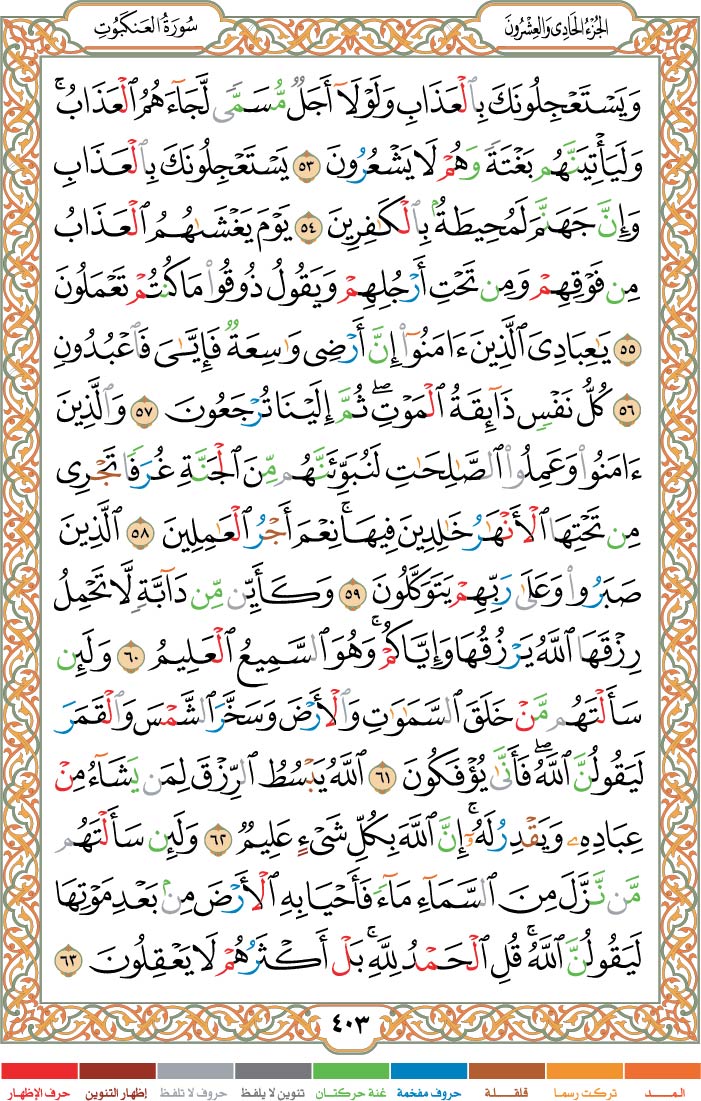 سُورَةُ العَنكَبُوتِ
الجُزْءُ الحَادِي وَالعِشْرُونَ
وَيَسْتَعْجِلُونَكَ بِٱلْعَذَابِ وَلَوْلَآ أَجَلٌ مُّسَمًّى لَّجَآءَهُمُ ٱلْعَذَابُۚ
وَلَيَأْتِيَنَّهُم بَغْتَةً وَهُمْ لَا يَشْعُرُونَ ٥٣ يَسْتَعْجِلُونَكَ بِٱلْعَذَابِ
وَإِنَّ جَهَنَّمَ لَمُحِيطَةٌۢ بِٱلْكَٰفِرِينَ ٥٤ يَوْمَ يَغْشَىٰهُمُ ٱلْعَذَابُ
مِن فَوْقِهِمْ وَمِن تَحْتِ أَرْجُلِهِمْ وَيَقُولُ ذُوقُوا۟ مَا كُنتُمْ تَعْمَلُونَ
٥٥ يَٰعِبَادِىَ ٱلَّذِينَ ءَامَنُوٓا۟ إِنَّ أَرْضِى وَٰسِعَةٌ فَإِيَّٰىَ فَٱعْبُدُونِ
٥٦ كُلُّ نَفْسٍ ذَآئِقَةُ ٱلْمَوْتِۖ ثُمَّ إِلَيْنَا تُرْجَعُونَ ٥٧ وَٱلَّذِينَ
ءَامَنُوا۟ وَعَمِلُوا۟ ٱلصَّٰلِحَٰتِ لَنُبَوِّئَنَّهُم مِّنَ ٱلْجَنَّةِ غُرَفًا تَجْرِى
مِن تَحْتِهَا ٱلْأَنْهَٰرُ خَٰلِدِينَ فِيهَاۚ نِعْمَ أَجْرُ ٱلْعَٰمِلِينَ ٥٨ ٱلَّذِينَ
صَبَرُوا۟ وَعَلَىٰ رَبِّهِمْ يَتَوَكَّلُونَ ٥٩ وَكَأَيِّن مِّن دَآبَّةٍ لَّا تَحْمِلُ
رِزْقَهَا ٱللَّهُ يَرْزُقُهَا وَإِيَّاكُمْۚ وَهُوَ ٱلسَّمِيعُ ٱلْعَلِيمُ ٦٠ وَلَئِن
سَأَلْتَهُم مَّنْ خَلَقَ ٱلسَّمَٰوَٰتِ وَٱلْأَرْضَ وَسَخَّرَ ٱلشَّمْسَ وَٱلْقَمَرَ
لَيَقُولُنَّ ٱللَّهُۖ فَأَنَّىٰ يُؤْفَكُونَ ٦١ ٱللَّهُ يَبْسُطُ ٱلرِّزْقَ لِمَن يَشَآءُ مِنْ
عِبَادِهِۦ وَيَقْدِرُ لَهُۥٓۚ إِنَّ ٱللَّهَ بِكُلِّ شَىْءٍ عَلِيمٌ ٦٢ وَلَئِن سَأَلْتَهُم
مَّن نَّزَّلَ مِنَ ٱلسَّمَآءِ مَآءً فَأَحْيَا بِهِ ٱلْأَرْضَ مِنۢ بَعْدِ مَوْتِهَا
لَيَقُولُنَّ ٱللَّهُۚ قُلِ ٱلْحَمْدُ لِلَّهِۚ بَلْ أَكْثَرُهُمْ لَا يَعْقِلُونَ ٦٣
٤٠٣
المــد تركت رسما قلقلة حروف مفخمة غنة حركتان تنوين لا يلفظ حروف لا تلفظ إظهار التنوين حرف الإظهار